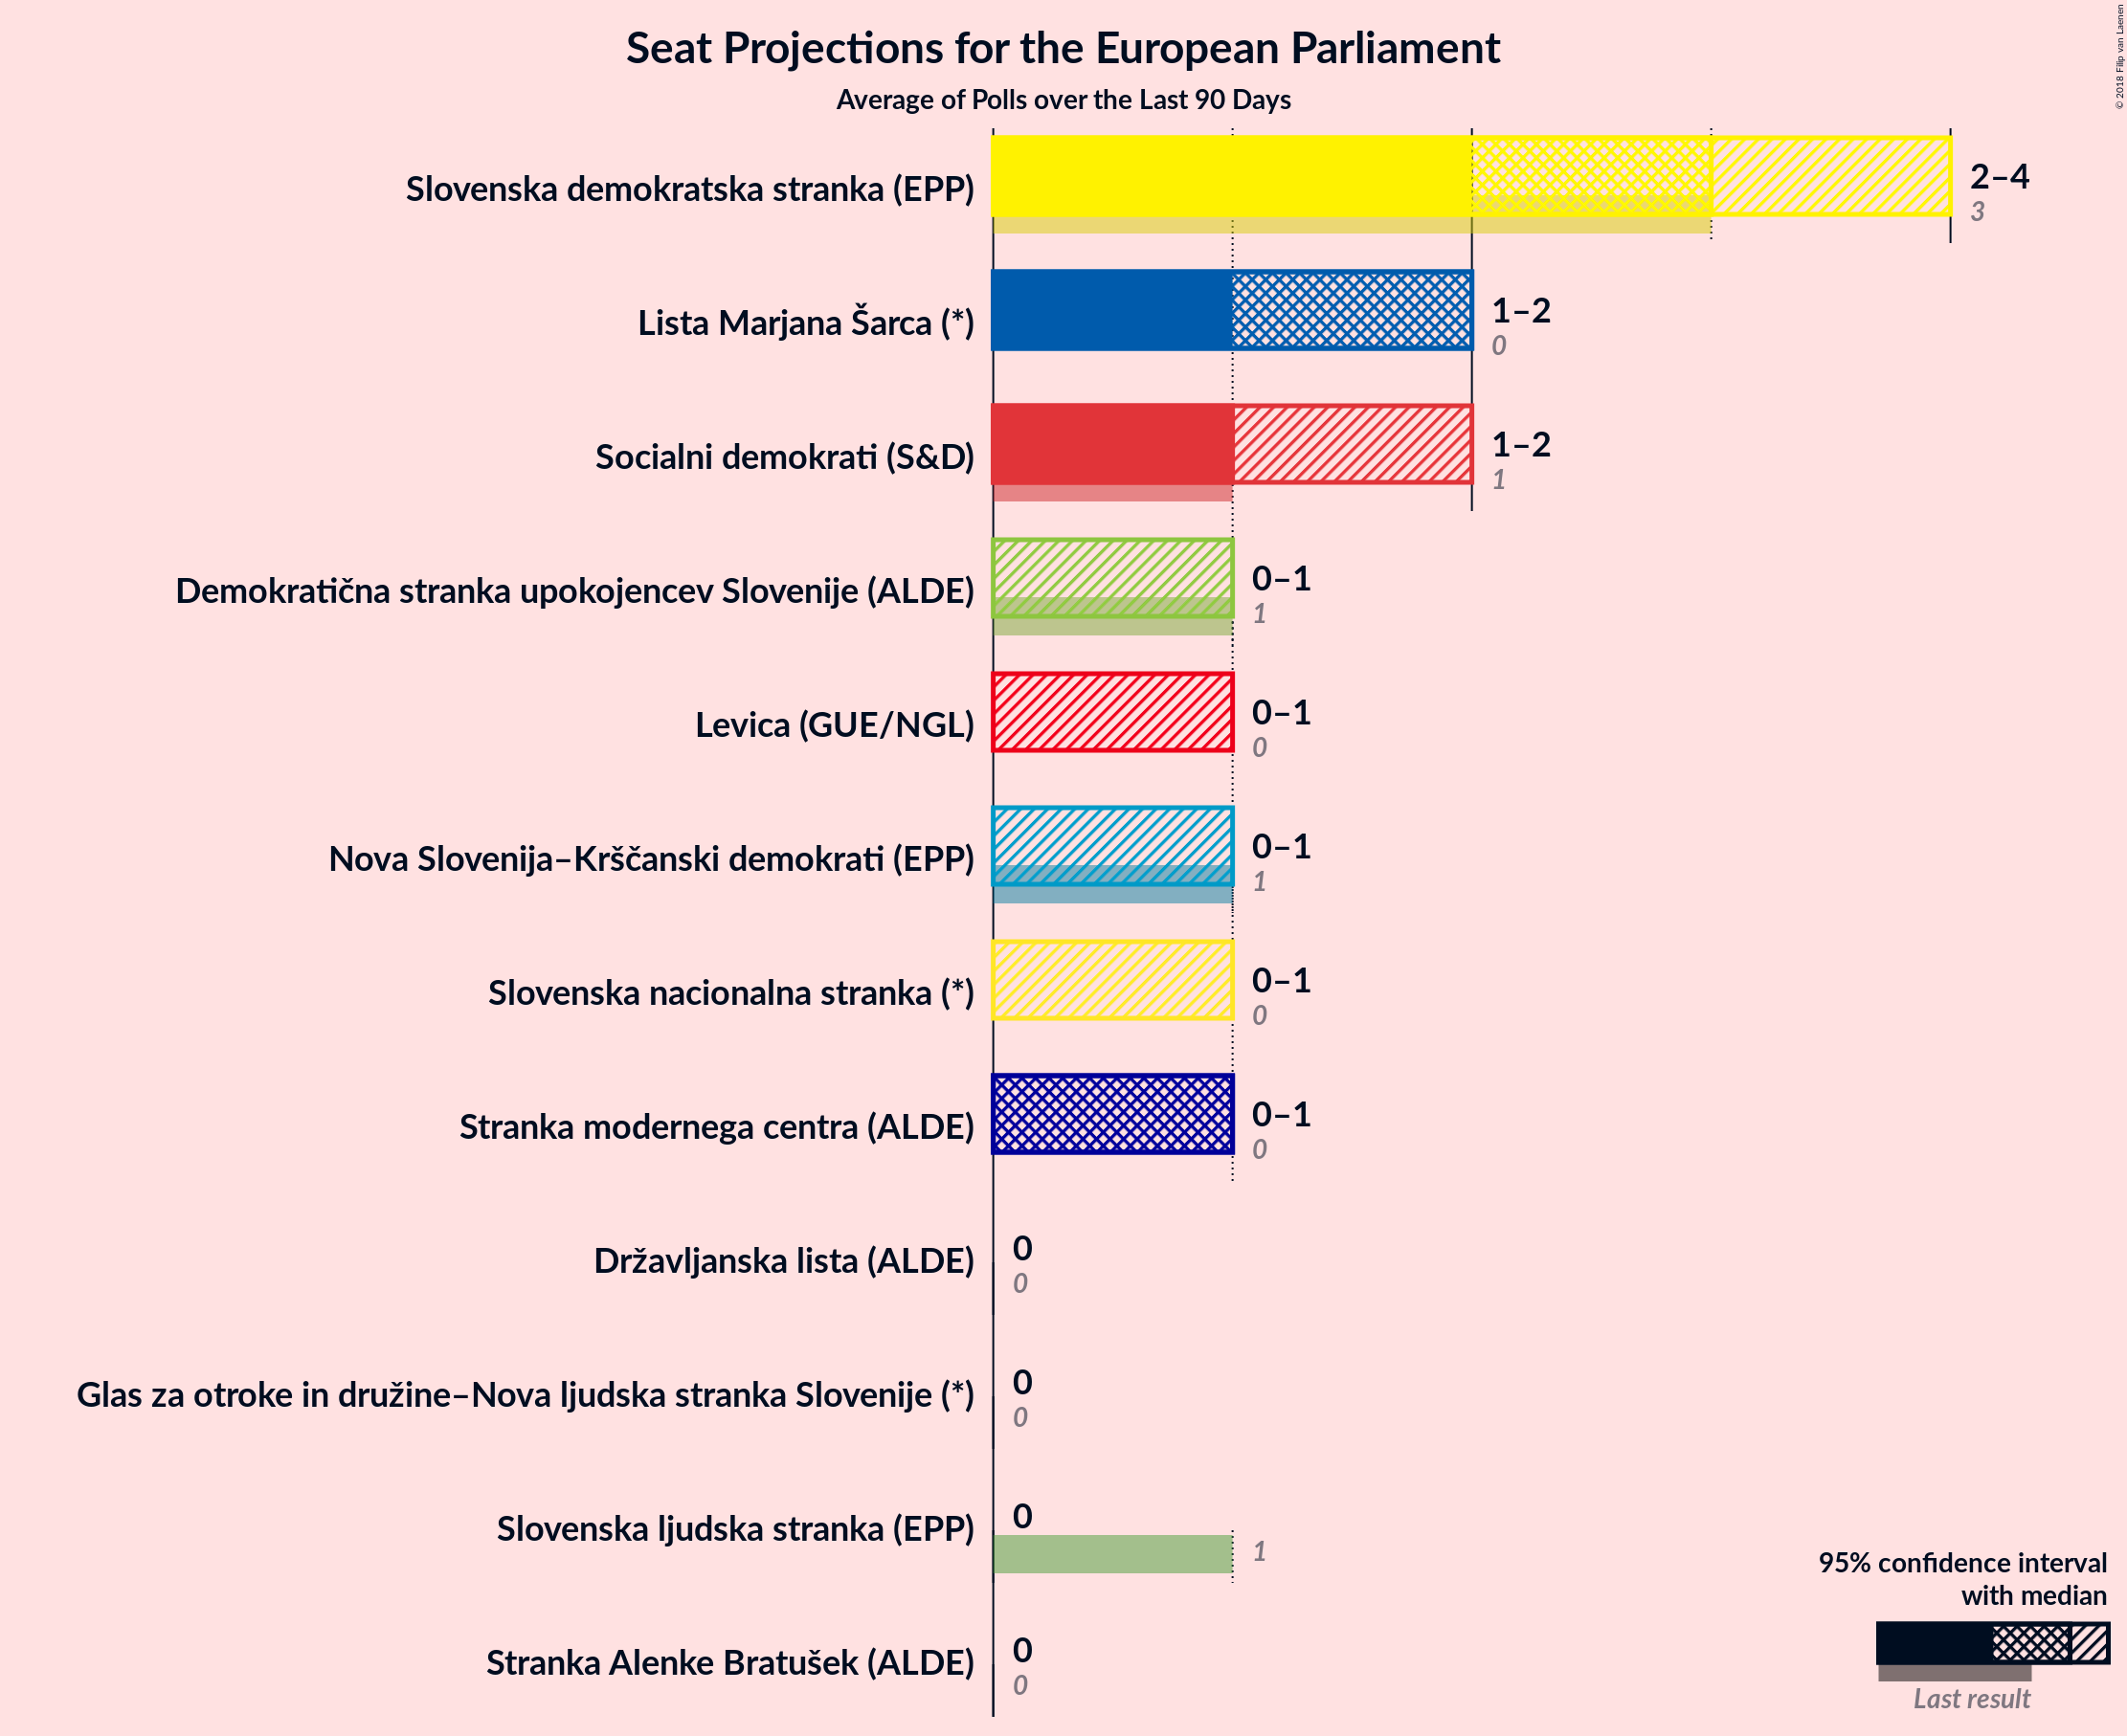 Seat Projections for the European Parliament
Average of Polls over the Last 90 Days
© 2018 Filip van Laenen
Slovenska demokratska stranka (EPP)
2–4
3
Lista Marjana Šarca (*)
1–2
0
Socialni demokrati (S&D)
1–2
1
Demokratična stranka upokojencev Slovenije (ALDE)
0–1
1
Levica (GUE/NGL)
0–1
0
Nova Slovenija–Krščanski demokrati (EPP)
0–1
1
Slovenska nacionalna stranka (*)
0–1
0
Stranka modernega centra (ALDE)
0–1
0
Državljanska lista (ALDE)
0
0
Glas za otroke in družine–Nova ljudska stranka Slovenije (*)
0
0
Slovenska ljudska stranka (EPP)
0
1
Stranka Alenke Bratušek (ALDE)
0
0
95% confidence interval
with median
Last result